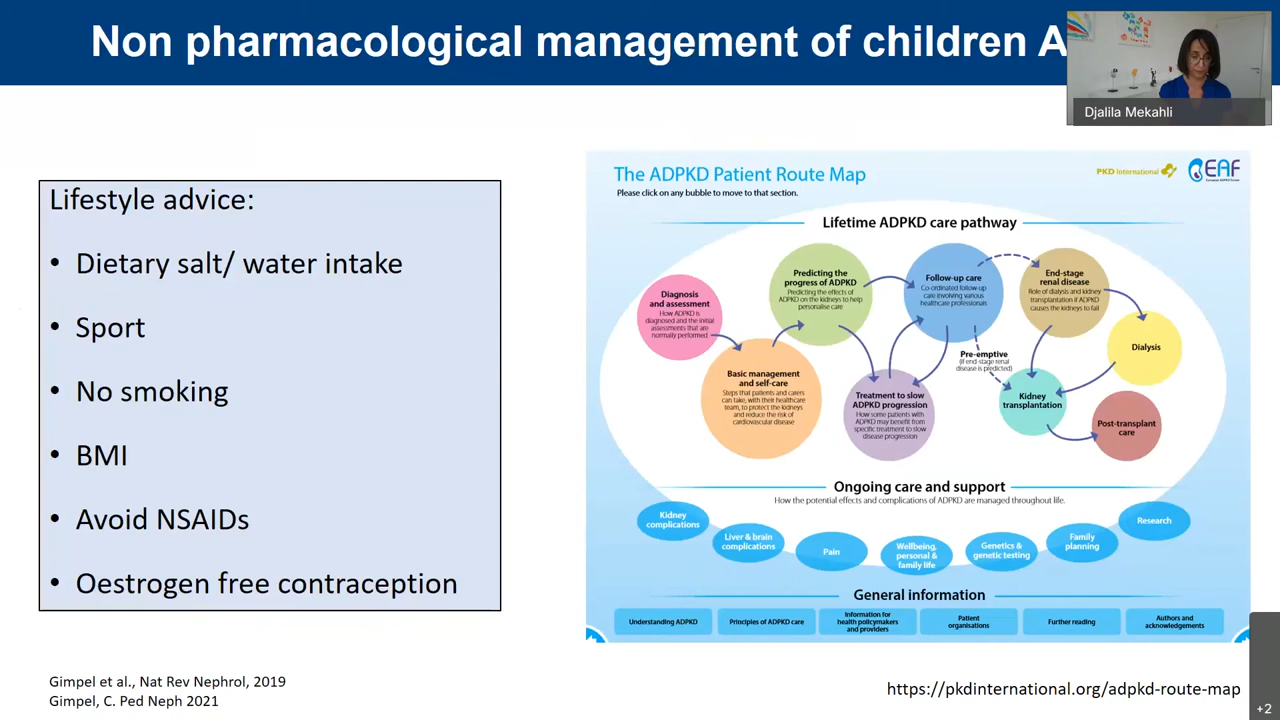 Non pharmacological management of children A
Djalila Mekahli
Lifestyle advice:
• Dietary salt/ water intake
• Sport
• No smoking
• BMI
• Avoid NSAIDs
• Oestrogen free contraception
The ADPKD Patient Route Map
Please click on any bubble to move to that section.
PKD International
EAF
Lifetime ADPKD care pathway
Diagnosis
and assessment
How ADPKD is
diagnosed and the initial
assessments that are
normally performed
Basic management
and self-care
Steps that patients and carers
can take, with their healthcare
team, to protect the kidneys
and reduce the risk of
cardiovascular disease
Predicting the
progress of ADPKD
Predicting the effects of
ADPKD on the kidneys to help
personalise care
Treatment to slow
ADPKD progression
How some patients with
ADPKD may benefit from
specific treatment to slow
disease progression
Follow-up care
Co-ordinated follow-up
care involving various
healthcare professionals
Pre-emptive
(if end-stage renal
disease is predicted)
End-stage
renal disease
Role of dialysis and kidney
transplantation if ADPKD
causes the kidneys to fail
Dialysis
Kidney
transplantation
Post-transplant
care
Ongoing care and support
How the potential effects and complications of ADPKD are managed throughout life.
Kidney
complications
Liver & brain
complications
Pain
Wellbeing,
personal &
family life
Genetics &
genetic testing
Family
planning
Research
General information
Understanding ADPKD
Principles of ADPKD care
Information for
health policymakers
and providers
Patient
organisations
Further reading
Authors and
acknowledgements
Gimpel et al., Nat Rev Nephrol, 2019
Gimpel, C. Ped Neph 2021
https://pkdinternational.org/adpkd-route-map
+2